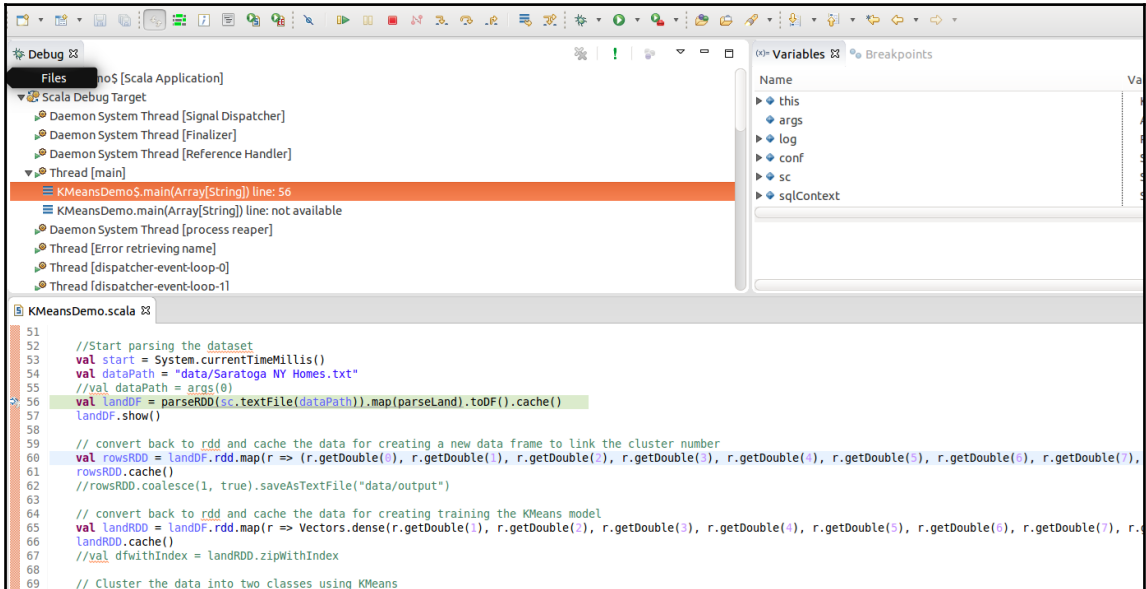 Debug
Files
no$ [Scala Application]
Scala Debug Target
Daemon System Thread [Signal Dispatcher]
Daemon System Thread [Finalizer]
Daemon System Thread [Reference Handler]
Thread [main]
KMeansDemo$.main(Array[String]) line: 56
KMeansDemo.main(Array[String]) line: not available
Daemon System Thread [process reaper]
Thread [Error retrieving name]
Thread [dispatcher-event-loop-0]
Thread [dispatcher-event-loop-1]
(x)= Variables
Breakpoints
Name Va
this
args
log
conf
sc
sqlContext
KMeansDemo.scala
51
52 //Start parsing the dataset
53 val start = System.currentTimeMillis()
54 val dataPath = "data/Saratoga NY Homes.txt"
55 //val dataPath = args(0)
56 val landDF = parseRDD(sc.textFile(dataPath)).map(parseLand).toDF().cache()
57 landDF.show()
58
59 // convert back to rdd and cache the data for creating a new data frame to link the cluster number
60 val rowsRDD = landDF.rdd.map(r => (r.getDouble(0), r.getDouble(1), r.getDouble(2), r.getDouble(3), r.getDouble(4), r.getDouble(5), r.getDouble(6), r.getDouble(7),
61 rowsRDD.cache()
62 //rowsRDD.coalesce(1, true).saveAsTextFile("data/output")
63
64 // convert back to rdd and cache the data for creating training the KMeans model
65 val landRDD = landDF.rdd.map(r => Vectors.dense(r.getDouble(1), r.getDouble(2), r.getDouble(3), r.getDouble(4), r.getDouble(5), r.getDouble(6), r.getDouble(7), r.
66 landRDD.cache()
67 //val dfwithIndex = landRDD.zipWithIndex
68
69 // Cluster the data into two classes using KMeans